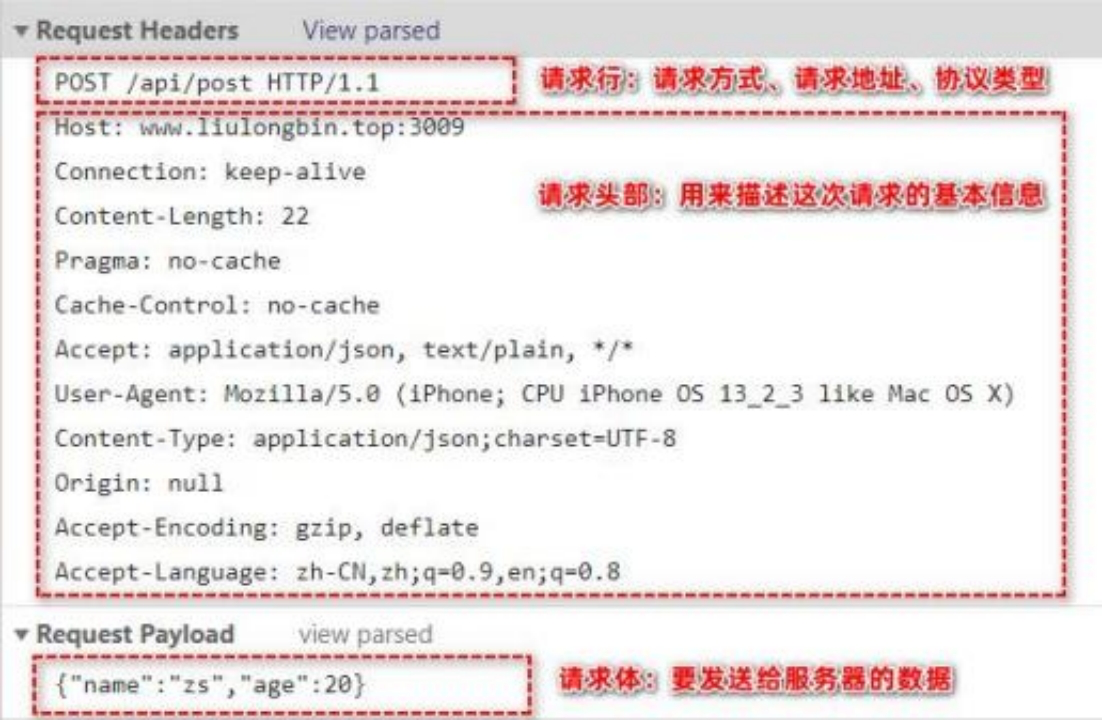 Request Headers View parsed
POST /api/post HTTP/1.1 请求行：请求方式、请求地址、协议类型
Host: www.liulongbin.top:3009
Connection: keep-alive
请求头部：用来描述这次请求的基本信息
Content-Length: 22
Pragma: no-cache
Cache-Control: no-cache
Accept: application/json, text/plain, */*
User-Agent: Mozilla/5.0 (iPhone; CPU iPhone OS 13_2_3 like Mac OS X)
Content-Type: application/json;charset=UTF-8
Origin: null
Accept-Encoding: gzip, deflate
Accept-Language: zh-CN,zh;q=0.9,en;q=0.8
Request Payload view parsed
{"name":"zs","age":20} 请求体：要发送给服务器的数据